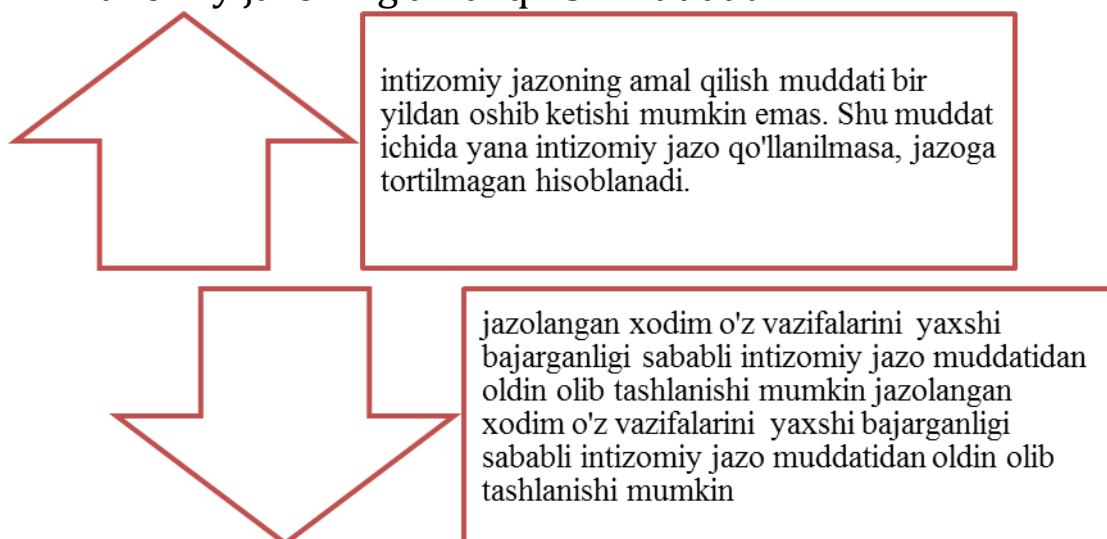 intizomiy jazoning amal qilish muddati bir
yildan oshib ketishi mumkin emas. Shu muddat
ichida yana intizomiy jazo qo'llanilmasa, jazoga
tortilmagan hisoblanadi.
jazolangan xodim o'z vazifalarini yaxshi
bajarganligi sababli intizomiy jazo muddatidan
oldin olib tashlanishi mumkin jazolangan
xodim o'z vazifalarini yaxshi bajarganligi
sababli intizomiy jazo muddatidan oldin olib
tashlanishi mumkin